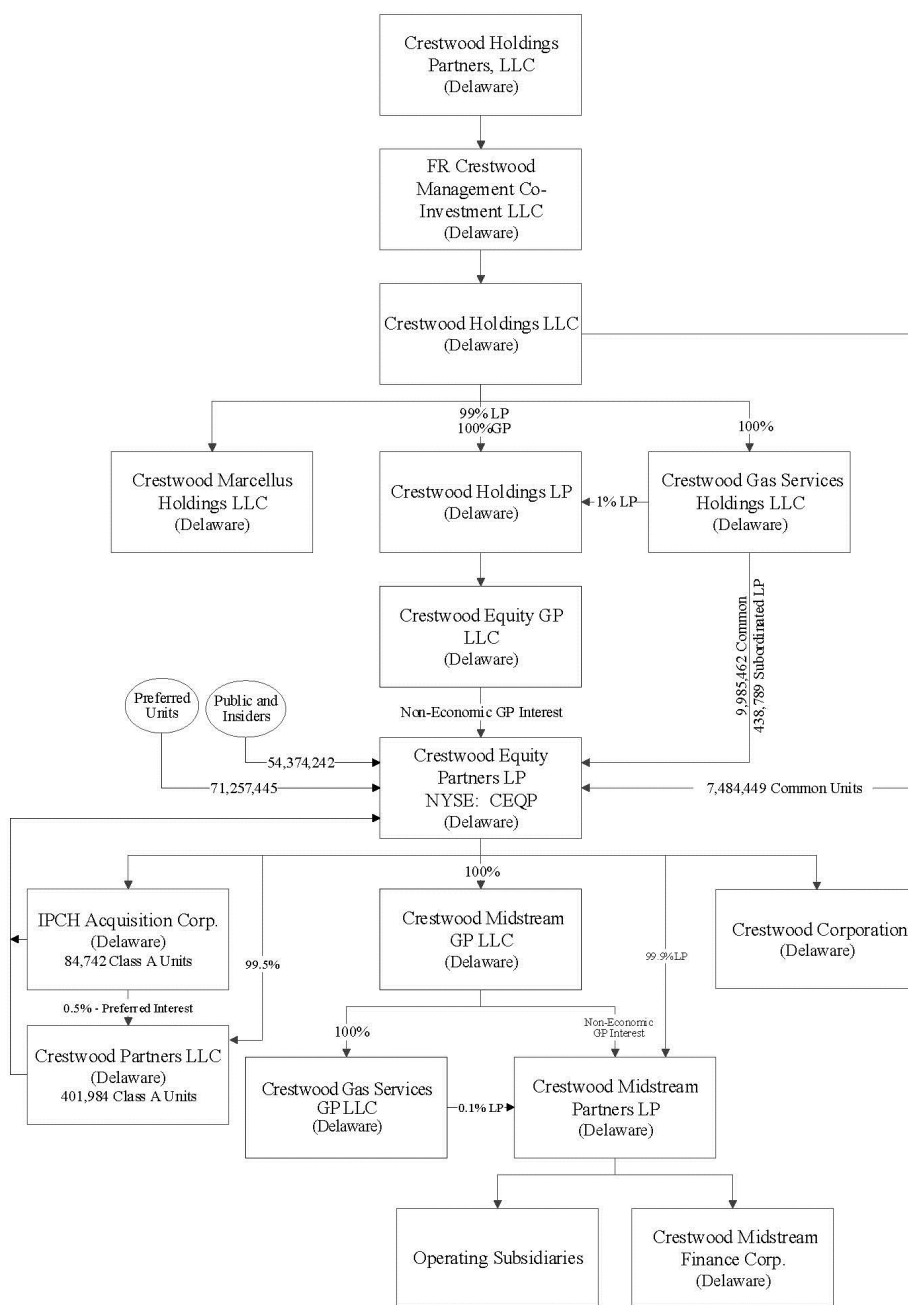 Crestwood Holdings
Partners, LLC
(Delaware)
FR Crestwood
Management Co-
Investment LLC
(Delaware)
Crestwood Holdings LLC
(Delaware)
99% LP
100%GP
100%
Crestwood Marcellus
Holdings LLC
(Delaware)
Crestwood Holdings LP
(Delaware)
1% LP
Crestwood Gas Services
Holdings LLC
(Delaware)
Crestwood Equity GP
LLC
(Delaware)
9,985,462 Common
438,789 Subordinated LP
Preferred
Units
Public and
Insiders
Non-Economic GP Interest
54,374,242
71,257,445
Crestwood Equity
Partners LP
NYSE: CEQP
(Delaware)
7,484,449 Common Units
100%
IPCH Acquisition Corp.
(Delaware)
84,742 Class A Units
99.5%
Crestwood Midstream
GP LLC
(Delaware)
99.9%LP
Crestwood Corporation
(Delaware)
0.5% - Preferred Interest
100%
Non-Economic
GP Interest
Crestwood Partners LLC
(Delaware)
401,984 Class A Units
Crestwood Gas Services
GP LLC
(Delaware)
0.1% LP
Crestwood Midstream
Partners LP
(Delaware)
Operating Subsidiaries
Crestwood Midstream
Finance Corp.
(Delaware)